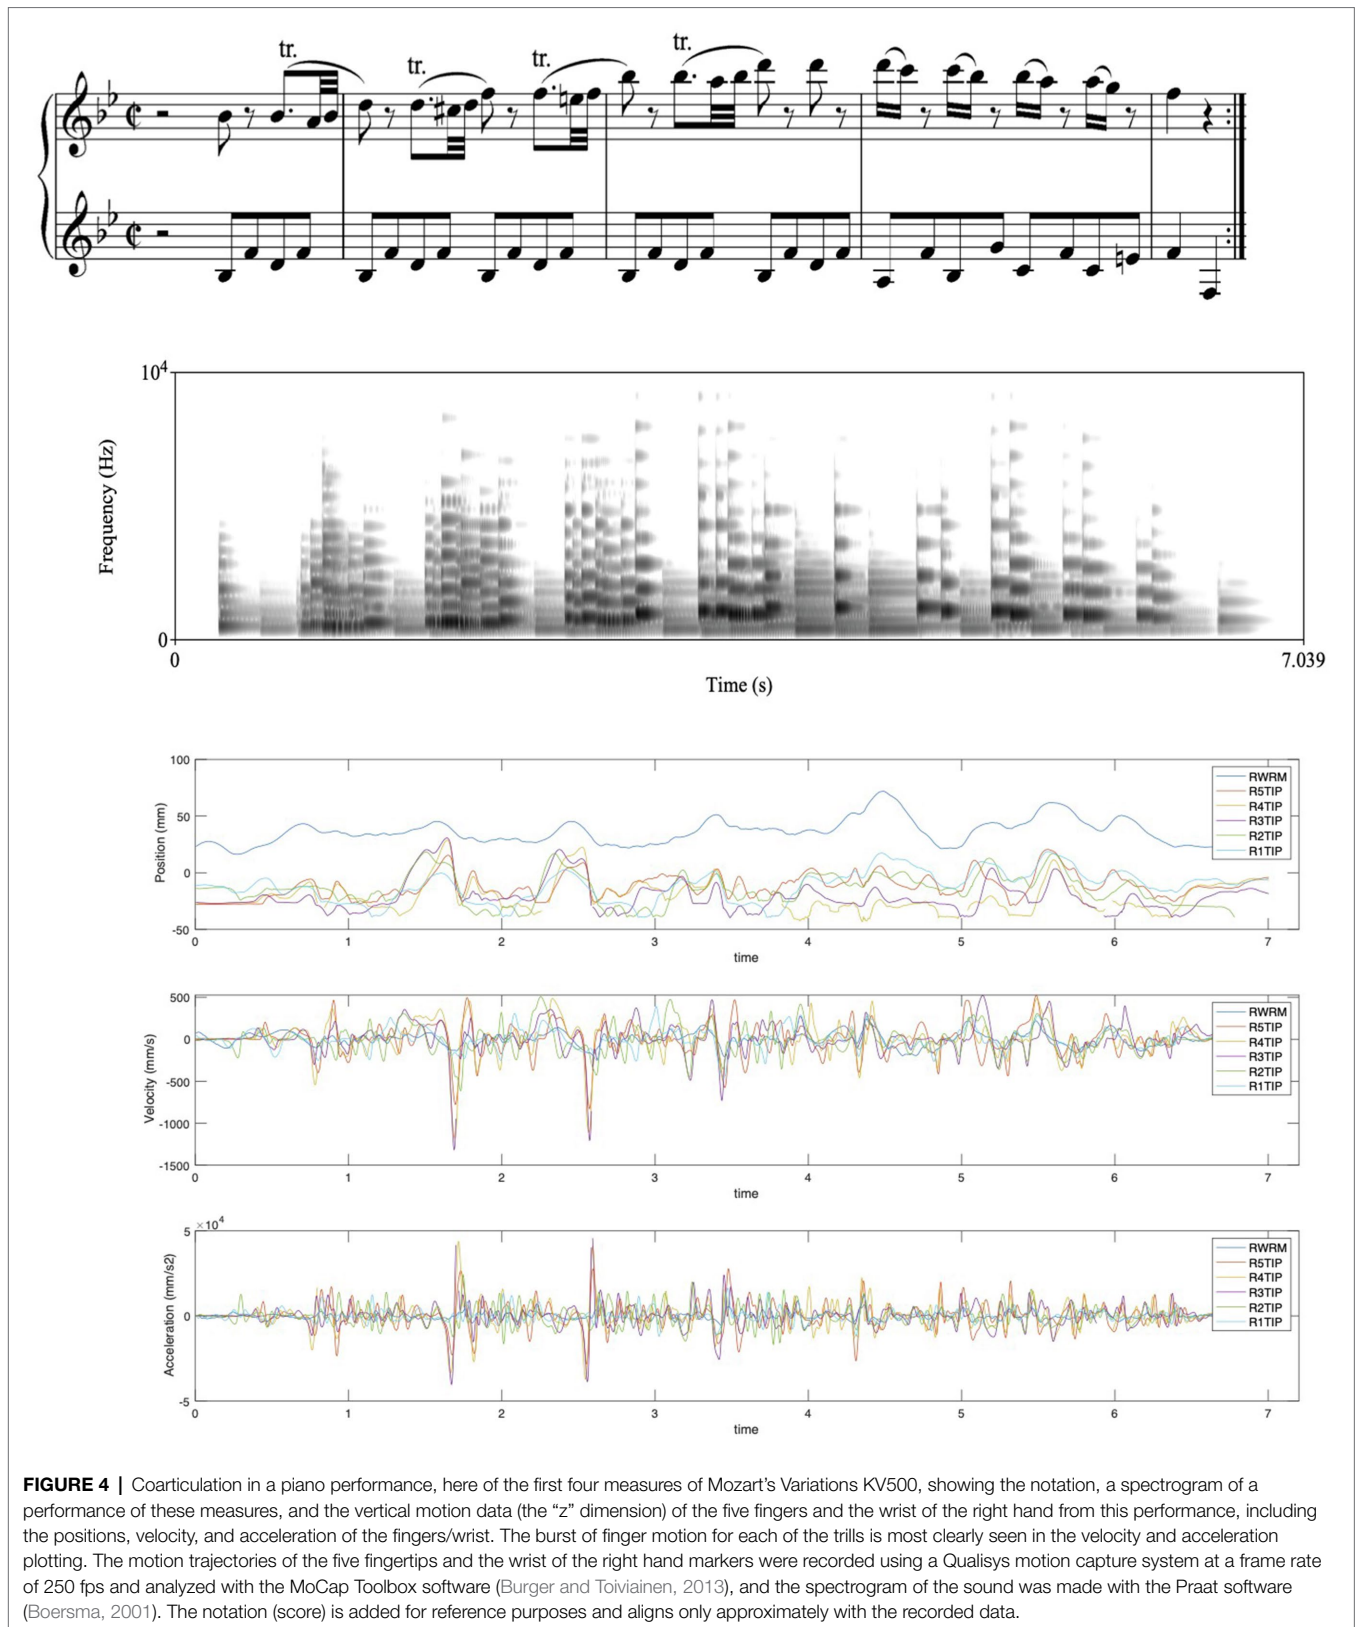 tr.
tr.
tr.
tr.
10⁴
Frequency (Hz)
0
0
7.039
Time (s)
100
50
0
-50
Position (mm)
RWRM
R5TIP
R4TIP
R3TIP
R2TIP
R1TIP
0 1 2 3 4 5 6 7
time
500
0
-500
-1000
-1500
Velocity (mm/s)
RWRM
R5TIP
R4TIP
R3TIP
R2TIP
R1TIP
0 1 2 3 4 5 6 7
time
×10⁴
5
0
-5
Acceleration (mm/s2)
RWRM
R5TIP
R4TIP
R3TIP
R2TIP
R1TIP
0 1 2 3 4 5 6 7
time
FIGURE 4 | Coarticulation in a piano performance, here of the first four measures of Mozart’s Variations KV500, showing the notation, a spectrogram of a
performance of these measures, and the vertical motion data (the “z” dimension) of the five fingers and the wrist of the right hand from this performance, including
the positions, velocity, and acceleration of the fingers/wrist. The burst of finger motion for each of the trills is most clearly seen in the velocity and acceleration
plotting. The motion trajectories of the five fingertips and the wrist of the right hand markers were recorded using a Qualisys motion capture system at a frame rate
of 250 fps and analyzed with the MoCap Toolbox software (Burger and Toiviainen, 2013), and the spectrogram of the sound was made with the Praat software
(Boersma, 2001). The notation (score) is added for reference purposes and aligns only approximately with the recorded data.